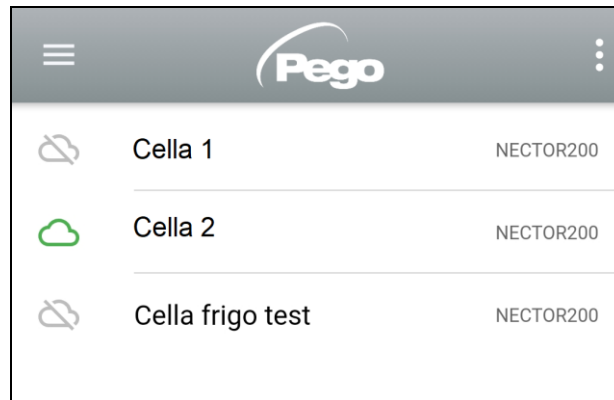 Pego
Cella 1 NECTOR200
Cella 2 NECTOR200
Cella frigo test NECTOR200